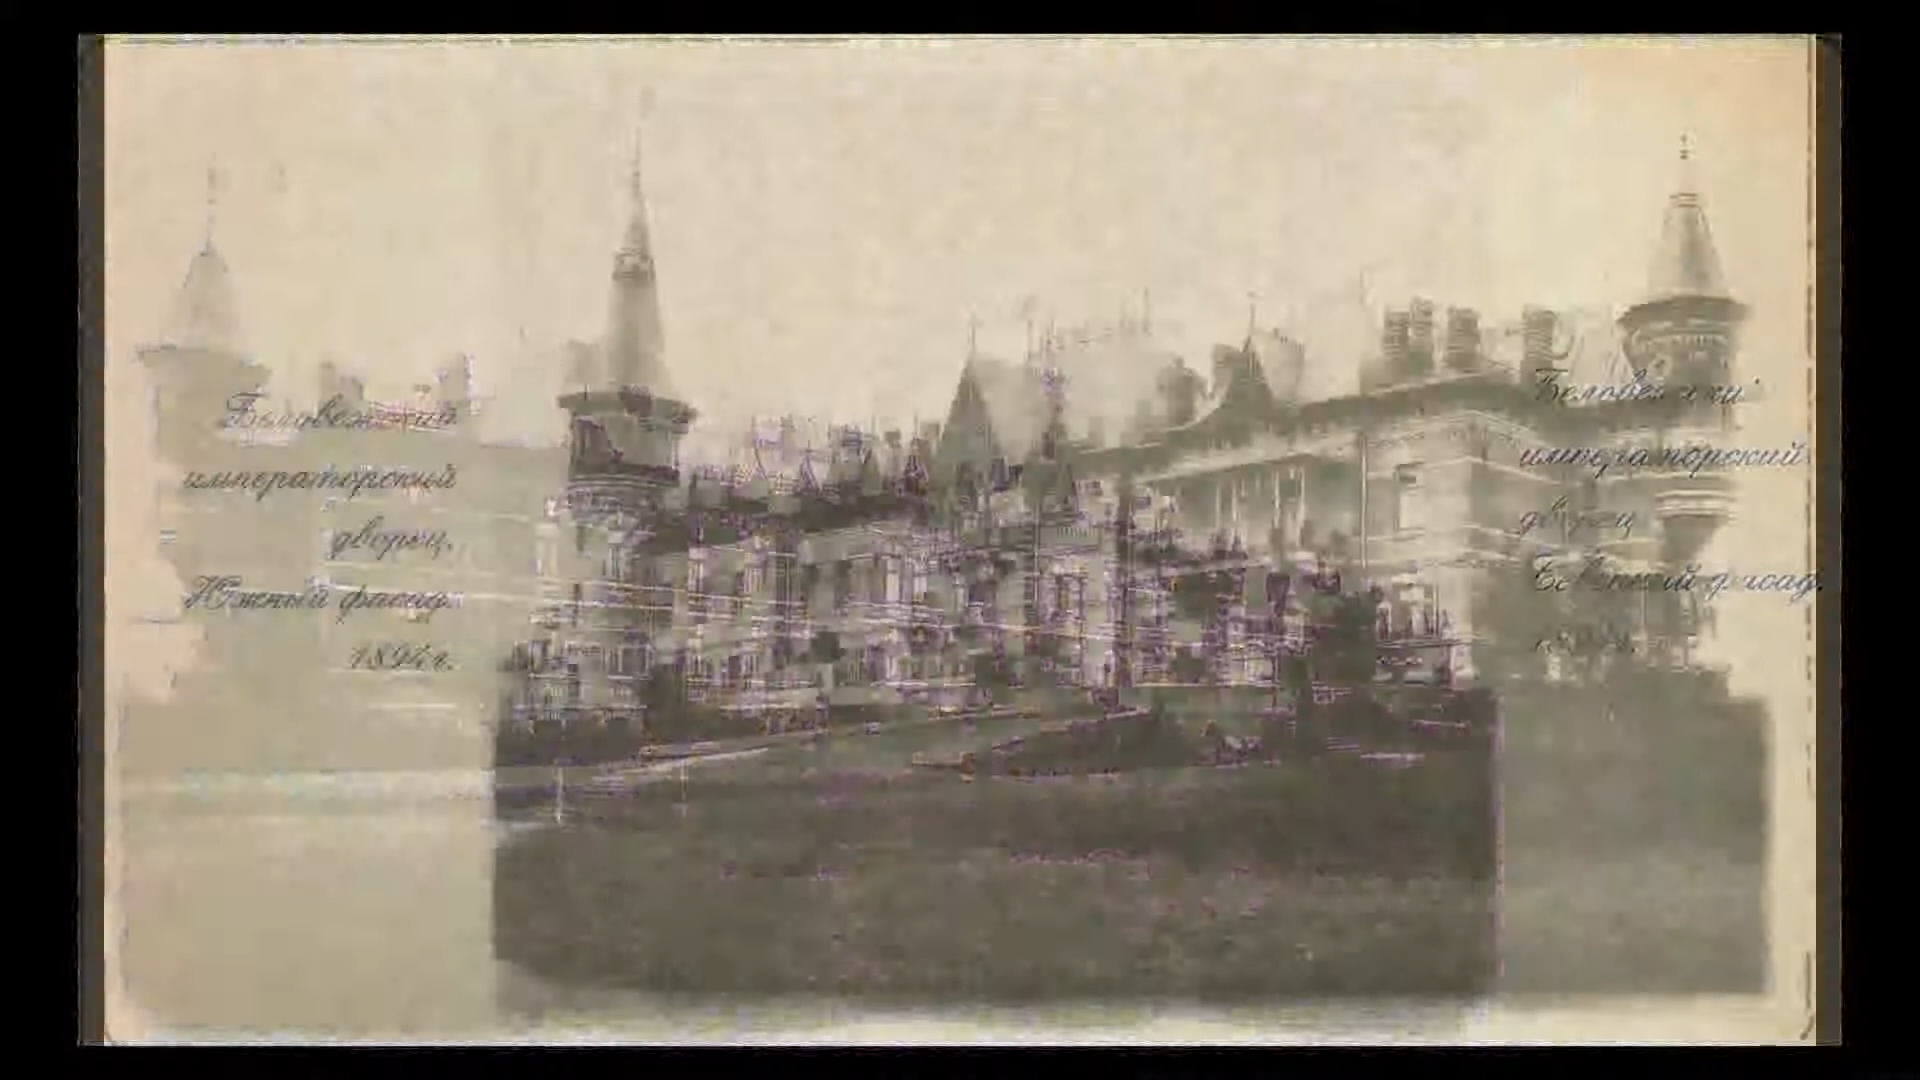 Беловежский
императорский
дворец.
Южный фасад.
1894г.
Беловежский
императорский
дворец
фасад.